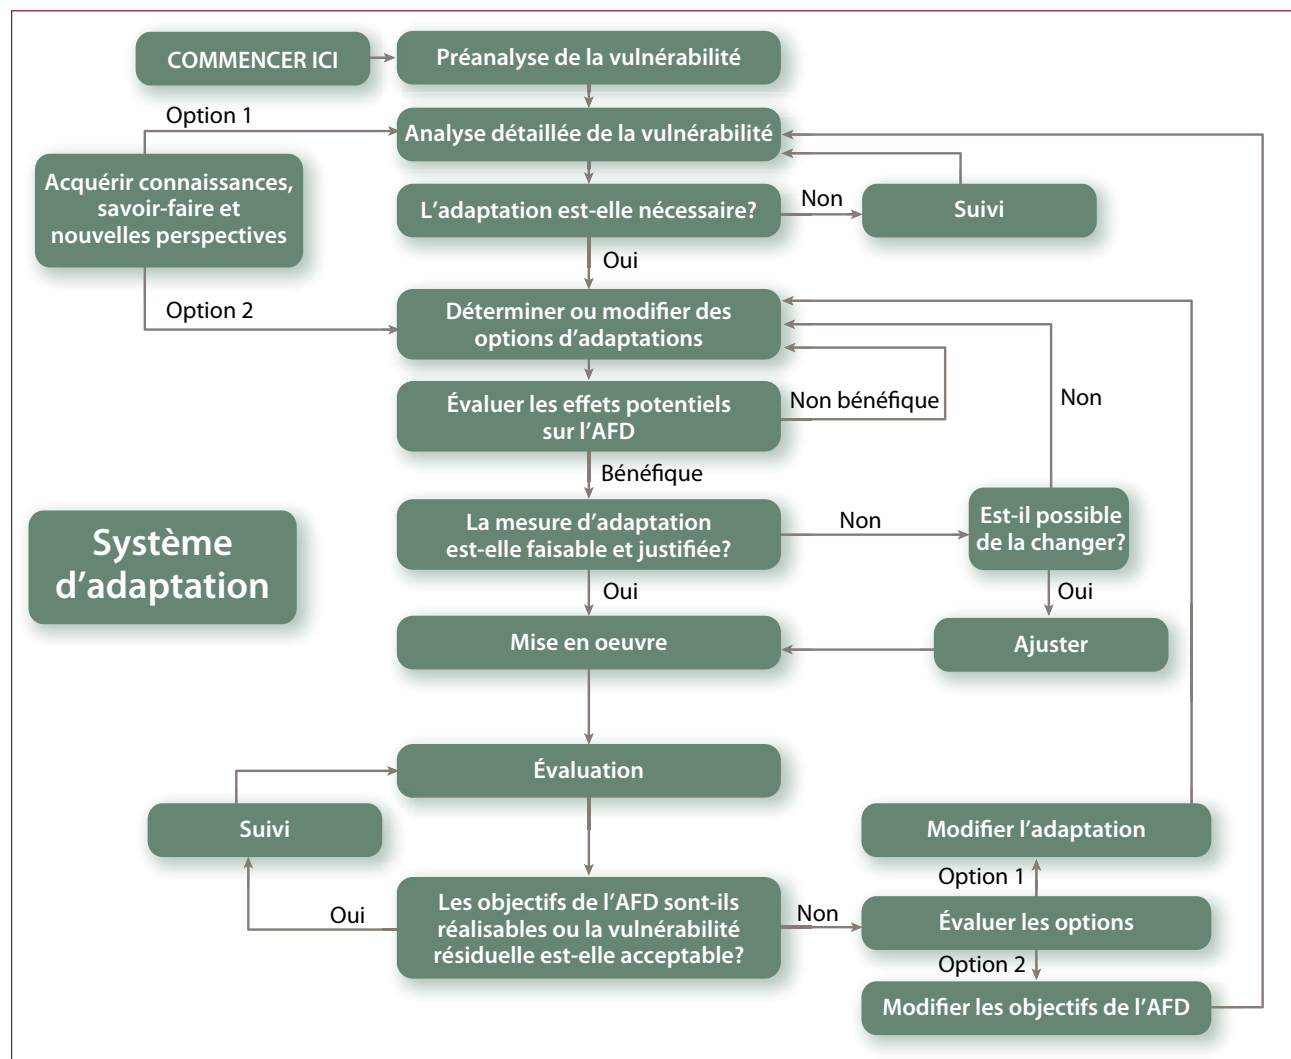 COMMENCER ICI
Préanalyse de la vulnérabilité
Option 1
Analyse détaillée de la vulnérabilité
Acquérir connaissances,
savoir-faire et
nouvelles perspectives
L'adaptation est-elle nécessaire?
Non
Suivi
Oui
Option 2
Déterminer ou modifier des
options d'adaptations
Évaluer les effets potentiels
sur l'AFD
Non bénéfique
Non
Bénéfique
Système
d'adaptation
La mesure d'adaptation
est-elle faisable et justifiée?
Non
Est-il possible
de la changer?
Oui
Oui
Mise en oeuvre
Ajuster
Évaluation
Suivi
Modifier l'adaptation
Option 1
Les objectifs de l'AFD sont-ils
réalisables ou la vulnérabilité
résiduelle est-elle acceptable?
Oui
Non
Évaluer les options
Option 2
Modifier les objectifs de l'AFD